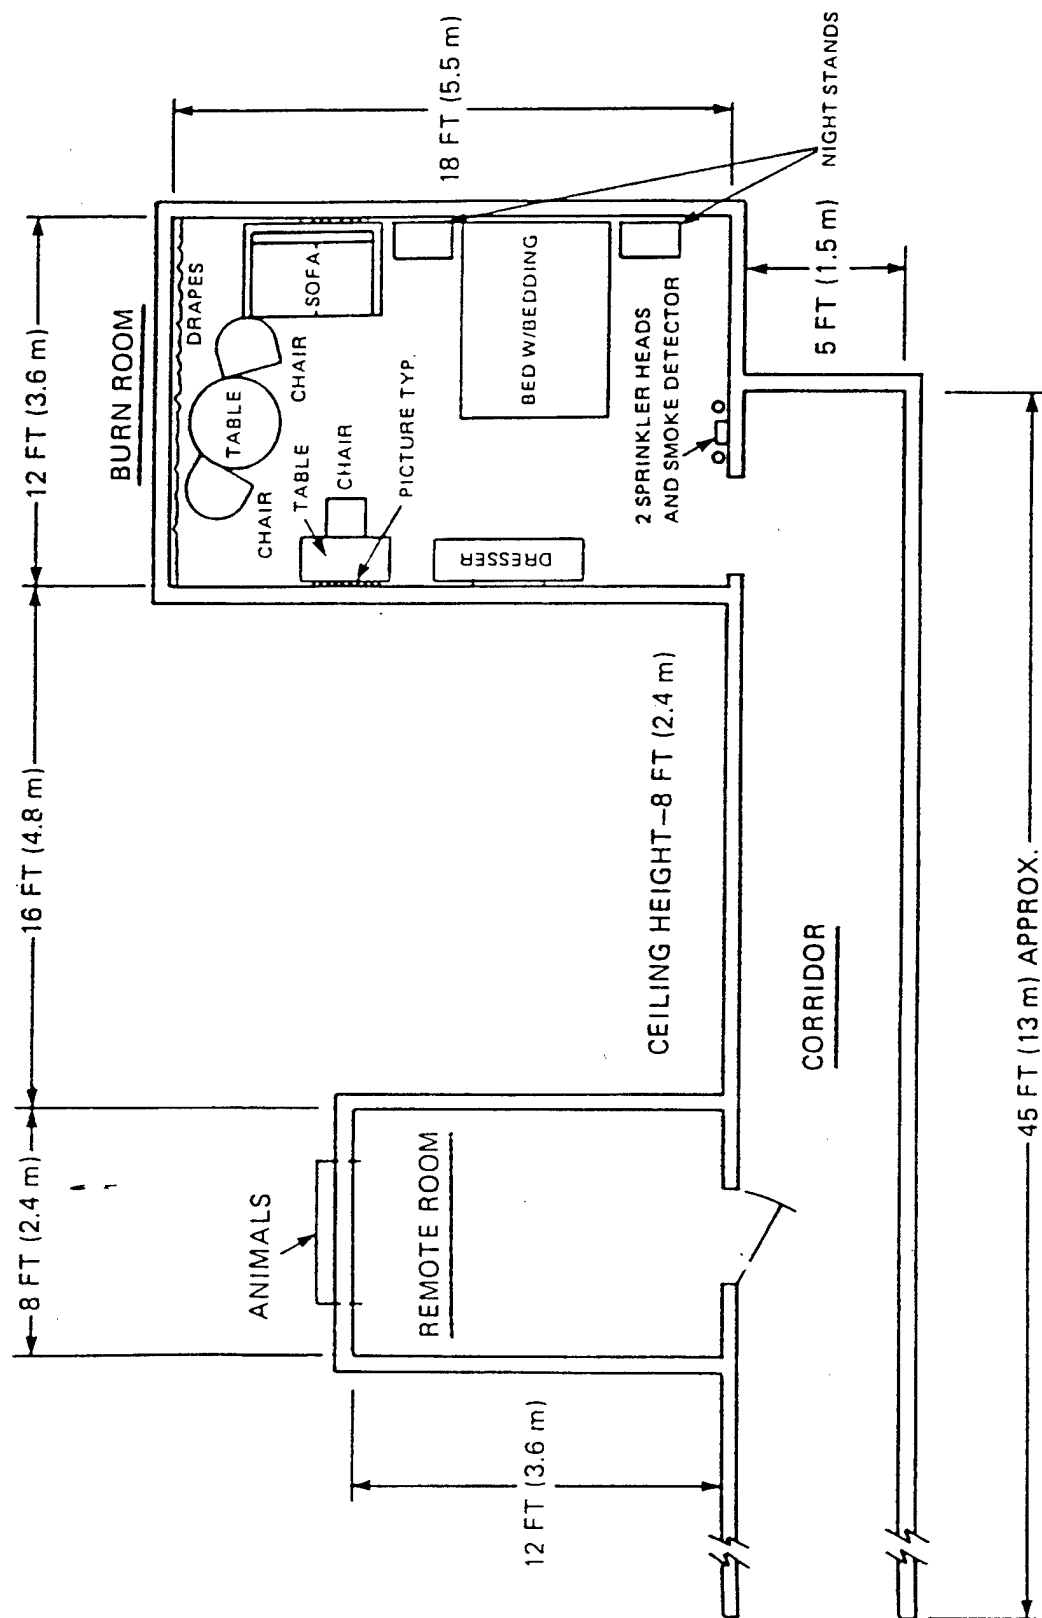 8 FT (2.4 m)
16 FT (4.8 m)
12 FT (3.6 m)
BURN ROOM
ANIMALS
DRAPES
TABLE
CHAIR
CHAIR
SOFA
TABLE
CHAIR
PICTURE TYP.
18 FT (5.5 m)
REMOTE ROOM
12 FT (3.6 m)
DRESSER
BED W/BEDDING
CEILING HEIGHT–8 FT (2.4 m)
2 SPRINKLER HEADS
AND SMOKE DETECTOR
NIGHT STANDS
5 FT (1.5 m)
CORRIDOR
45 FT (13 m) APPROX.